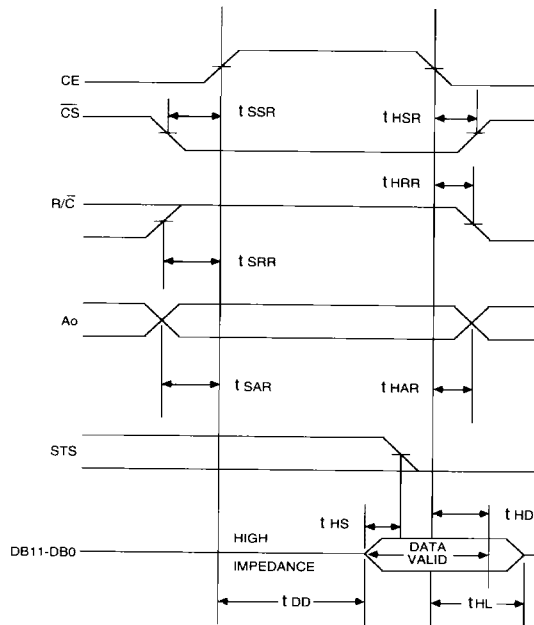 CE
C̅S̅
t SSR
t HSR
t HRR
R/C̅
t SRR
Ao
t SAR
t HAR
STS
t HS
t HD
HIGH
DATA
DB11-DB0
VALID
IMPEDANCE
t DD
t HL